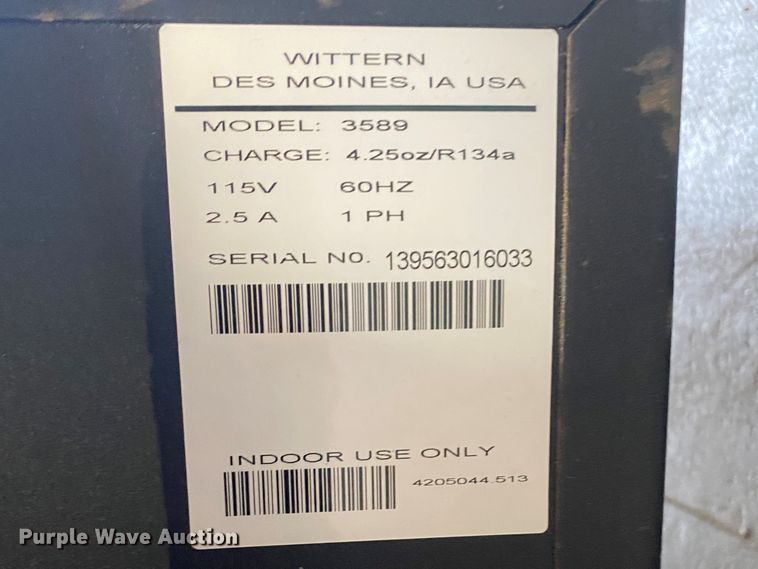 WITTERN
DES MOINES, IA USA
MODEL: 3589
CHARGE: 4.25oz/R134a
115V 60HZ
2.5 A 1 PH
SERIAL NO. 139563016033
INDOOR USE ONLY
4205044.513
Purple Wave Auction®